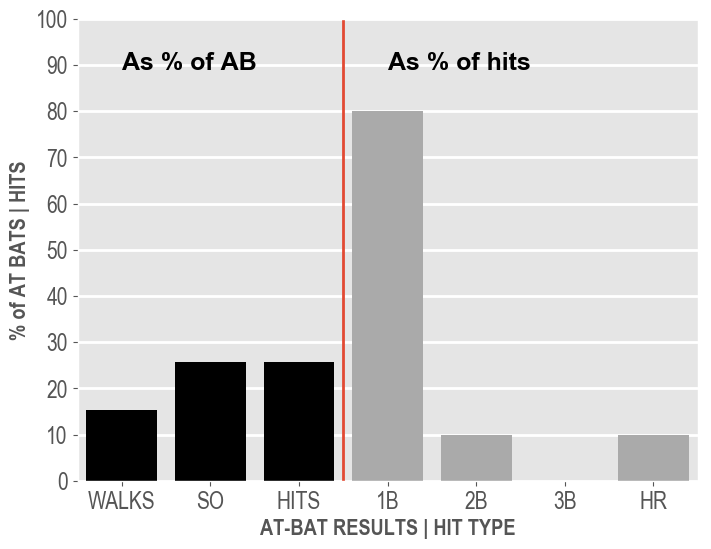 100
90
80
70
60
50
40
30
20
10
0
% of AT BATS | HITS
As % of AB
As % of hits
WALKS SO HITS 1B 2B 3B HR
AT-BAT RESULTS | HIT TYPE